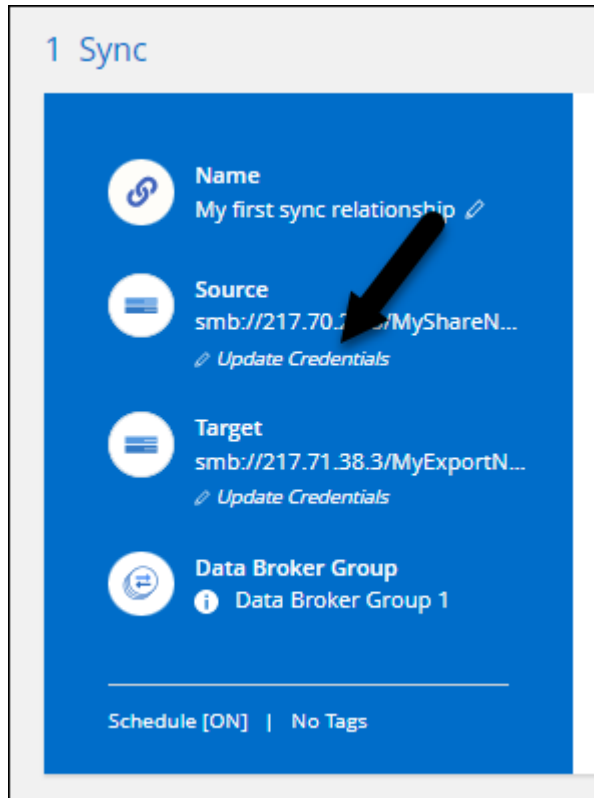 1 Sync
Name
My first sync relationship
Source
smb://217.70.2 3/MyShareN...
Update Credentials
Target
smb://217.71.38.3/MyExportN...
Update Credentials
Data Broker Group
i Data Broker Group 1
Schedule [ON] | No Tags